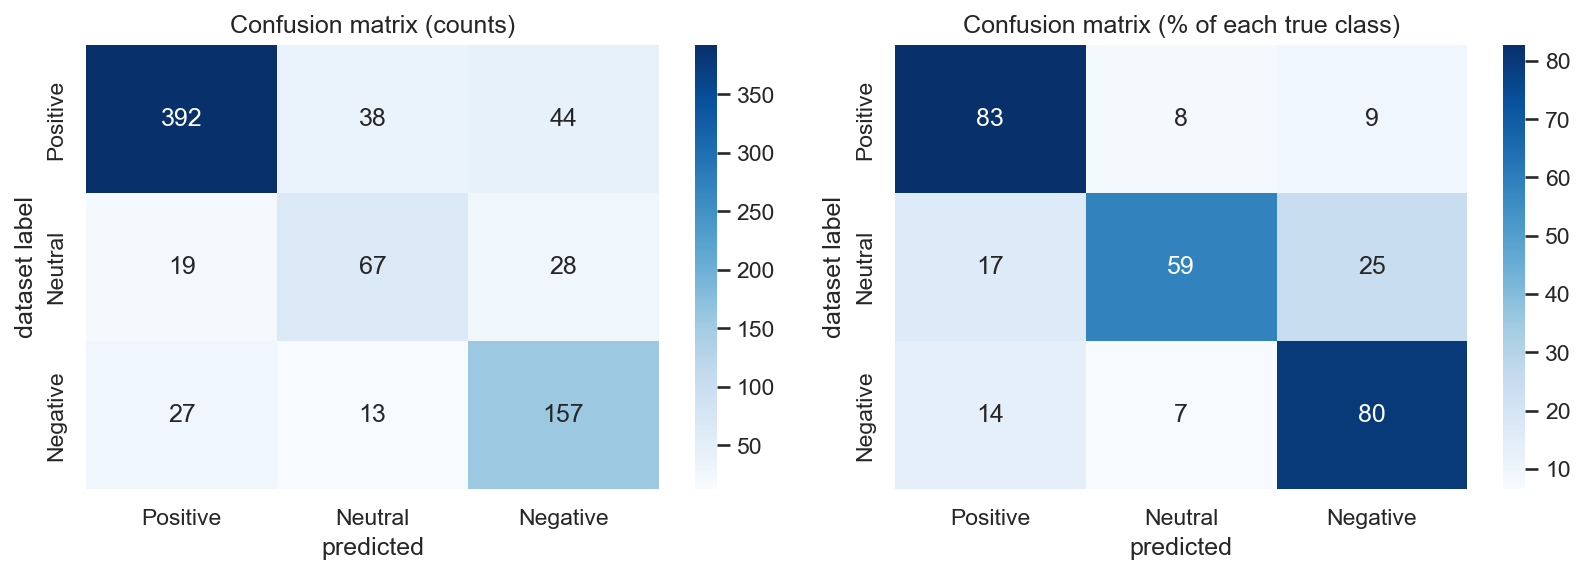 Confusion matrix (counts)
dataset label
Positive
Neutral
Negative
392 38 44
19 67 28
27 13 157
Positive Neutral Negative
predicted
350
300
250
200
150
100
50
Confusion matrix (% of each true class)
dataset label
Positive
Neutral
Negative
83 8 9
17 59 25
14 7 80
Positive Neutral Negative
predicted
80
70
60
50
40
30
20
10